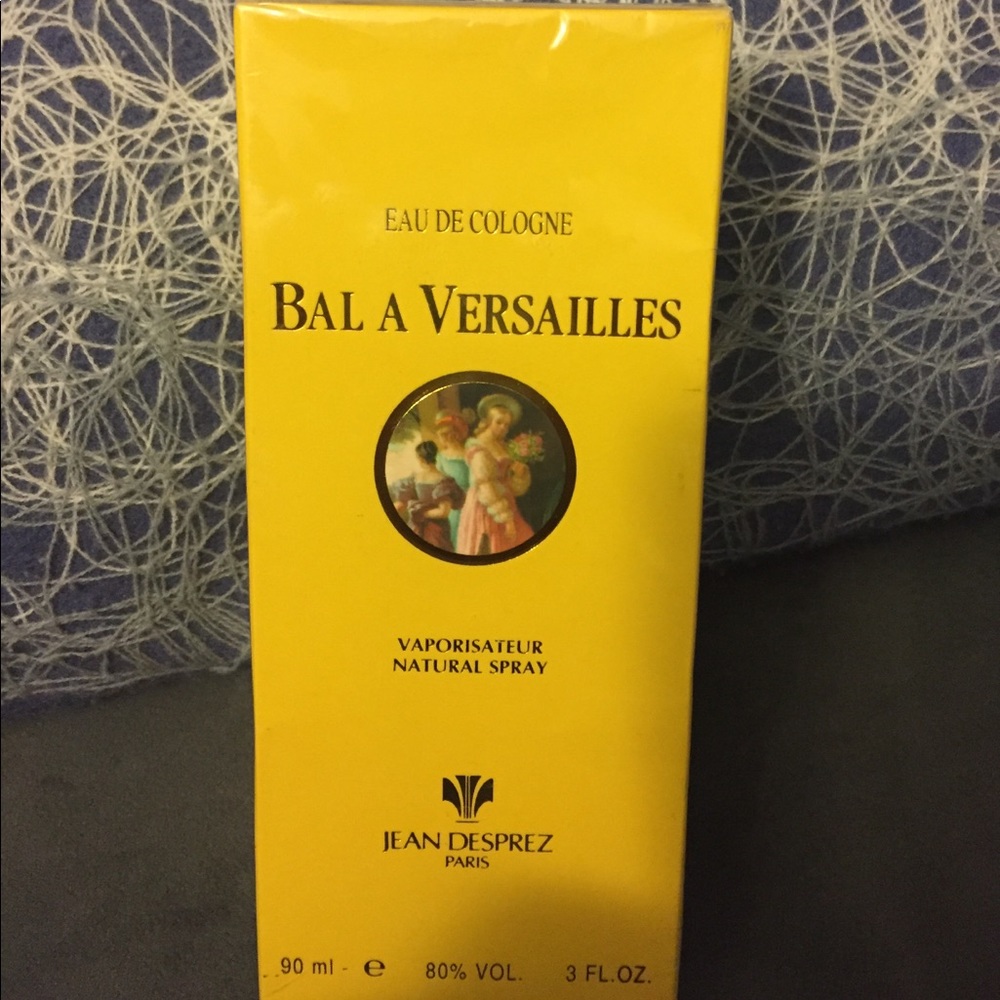 EAU DE COLOGNE
BAL A VERSAILLES
VAPORISATEUR
NATURAL SPRAY
JEAN DESPREZ
PARIS
90 ml - e 80% VOL. 3 FL.OZ.